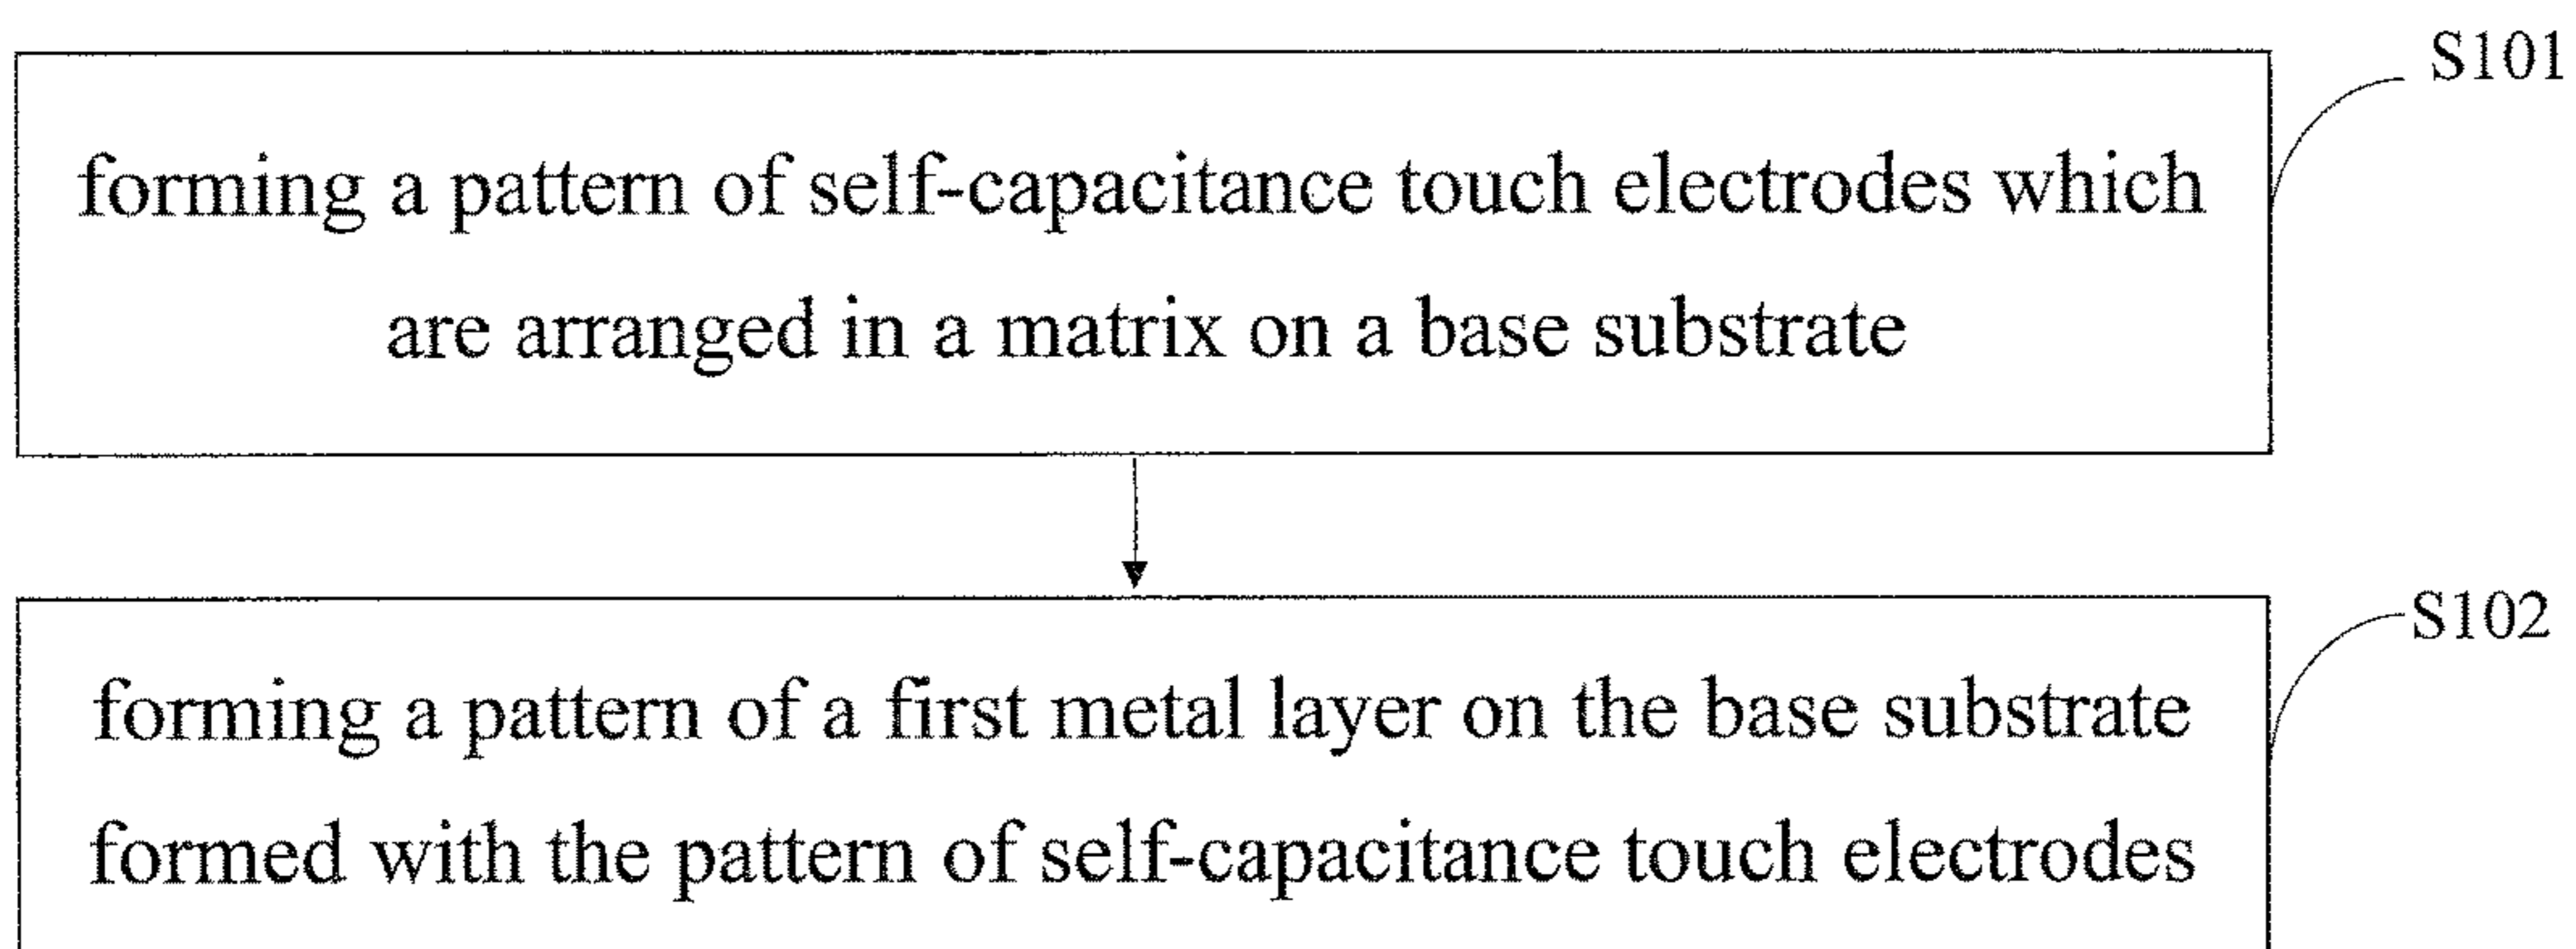 S101
forming a pattern of self-capacitance touch electrodes which
are arranged in a matrix on a base substrate
S102
forming a pattern of a first metal layer on the base substrate
formed with the pattern of self-capacitance touch electrodes